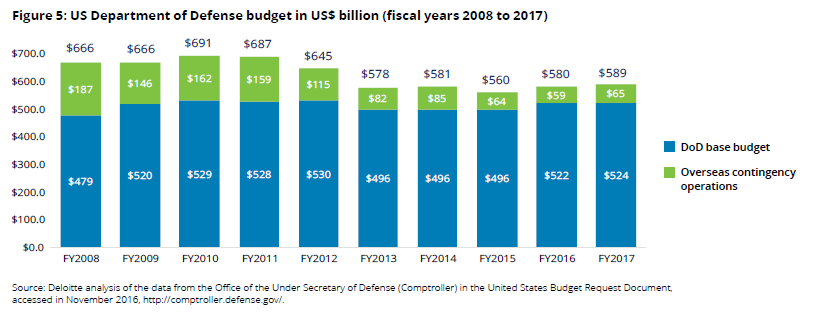 Figure 5: US Department of Defense budget in US$ billion (fiscal years 2008 to 2017)
$700.0
$600.0
$500.0
$400.0
$300.0
$200.0
$100.0
$0.0
$666 $666 $691 $687 $645 $578 $581 $560 $580 $589
$187 $146 $162 $159 $115 $82 $85 $64 $59 $65
$479 $520 $529 $528 $530 $496 $496 $496 $522 $524
FY2008 FY2009 FY2010 FY2011 FY2012 FY2013 FY2014 FY2015 FY2016 FY2017
DoD base budget
Overseas contingency
operations
Source: Deloitte analysis of the data from the Office of the Under Secretary of Defense (Comptroller) in the United States Budget Request Document,
accessed in November 2016, http://comptroller.defense.gov/.